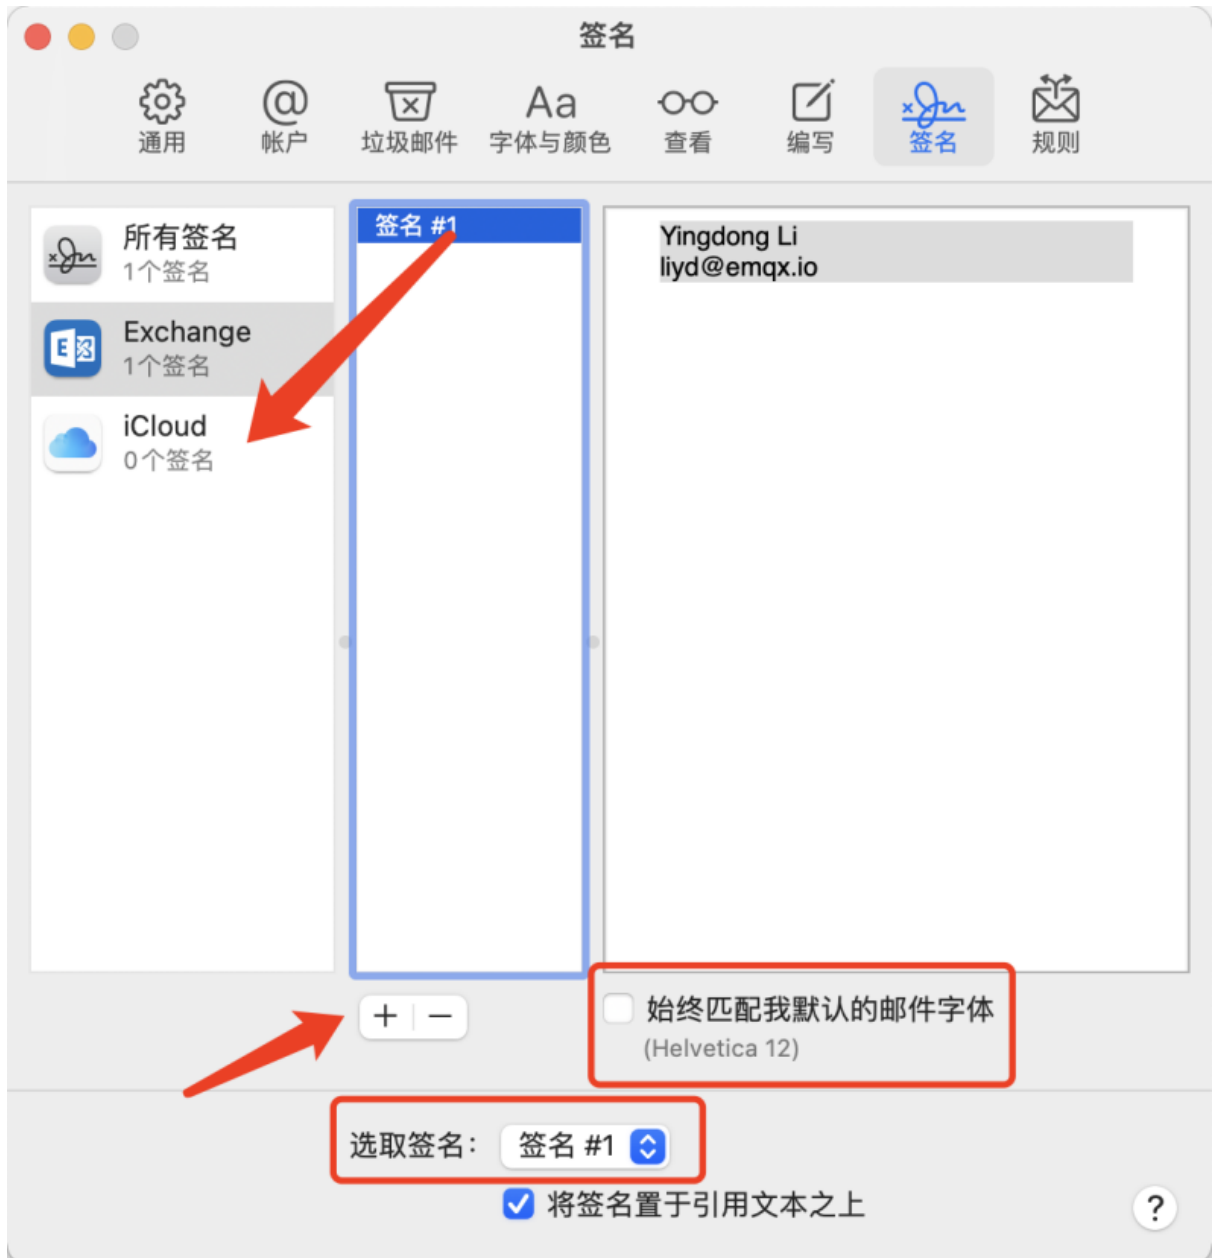 签名
通用
帐户
垃圾邮件
Aa
字体与颜色
查看
编写
签名
规则
所有签名
1个签名
Exchange
1个签名
iCloud
0个签名
签名 #1
Yingdong Li
liyd@emqx.io
始终匹配我默认的邮件字体
(Helvetica 12)
选取签名: 签名 #1
将签名置于引用文本之上
?